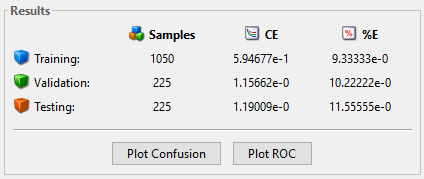 Results
Samples CE %E
Training: 1050 5.94677e-1 9.33333e-0
Validation: 225 1.15662e-0 10.22222e-0
Testing: 225 1.19009e-0 11.55555e-0
Plot Confusion Plot ROC